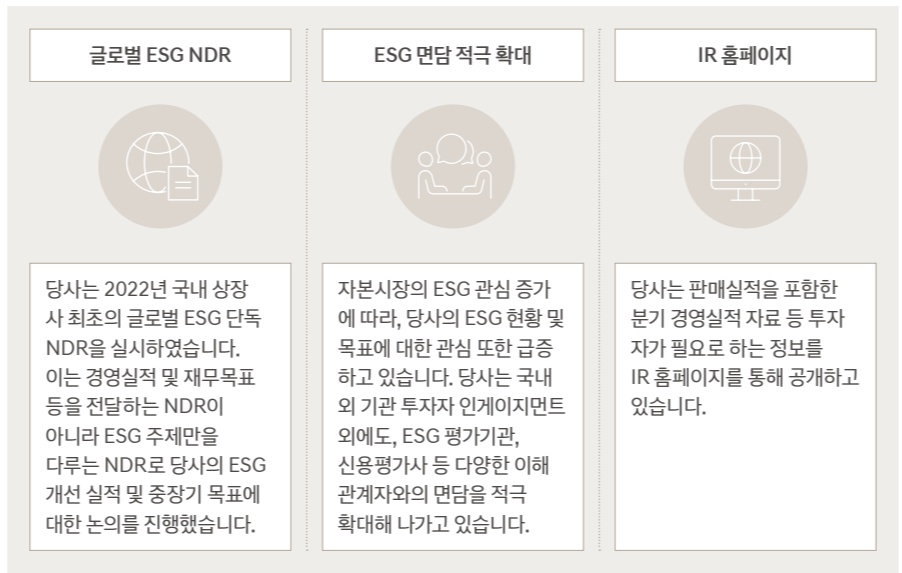 글로벌 ESG NDR
당사는 2022년 국내 상장
사 최초의 글로벌 ESG 단독
NDR을 실시하였습니다.
이는 경영실적 및 재무목표
등을 전달하는 NDR이
아니라 ESG 주제만을
다루는 NDR로 당사의 ESG
개선 실적 및 중장기 목표에
대한 논의를 진행했습니다.
ESG 면담 적극 확대
자본시장의 ESG 관심 증가
에 따라, 당사의 ESG 현황 및
목표에 대한 관심 또한 급증
하고 있습니다. 당사는 국내
외 기관 투자자 인게이지먼트
외에도, ESG 평가기관,
신용평가사 등 다양한 이해
관계자와의 면담을 적극
확대해 나가고 있습니다.
IR 홈페이지
당사는 판매실적을 포함한
분기 경영실적 자료 등 투자
자가 필요로 하는 정보를
IR 홈페이지를 통해 공개하고
있습니다.